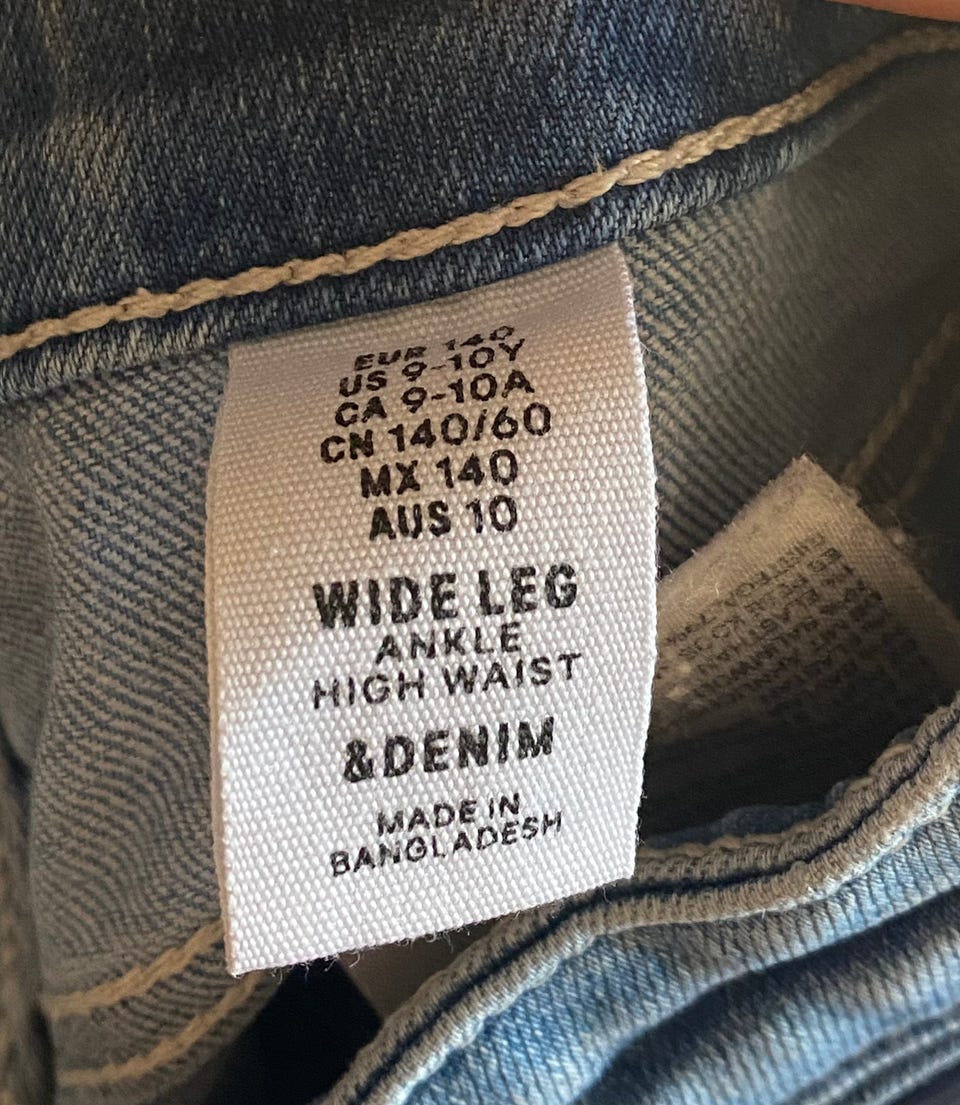 EUR 140
US 9-10Y
CA 9-10A
CN 140/60
MX 140
AUS 10
WIDE LEG
ANKLE
HIGH WAIST
&DENIM
MADE IN
BANGLADESH